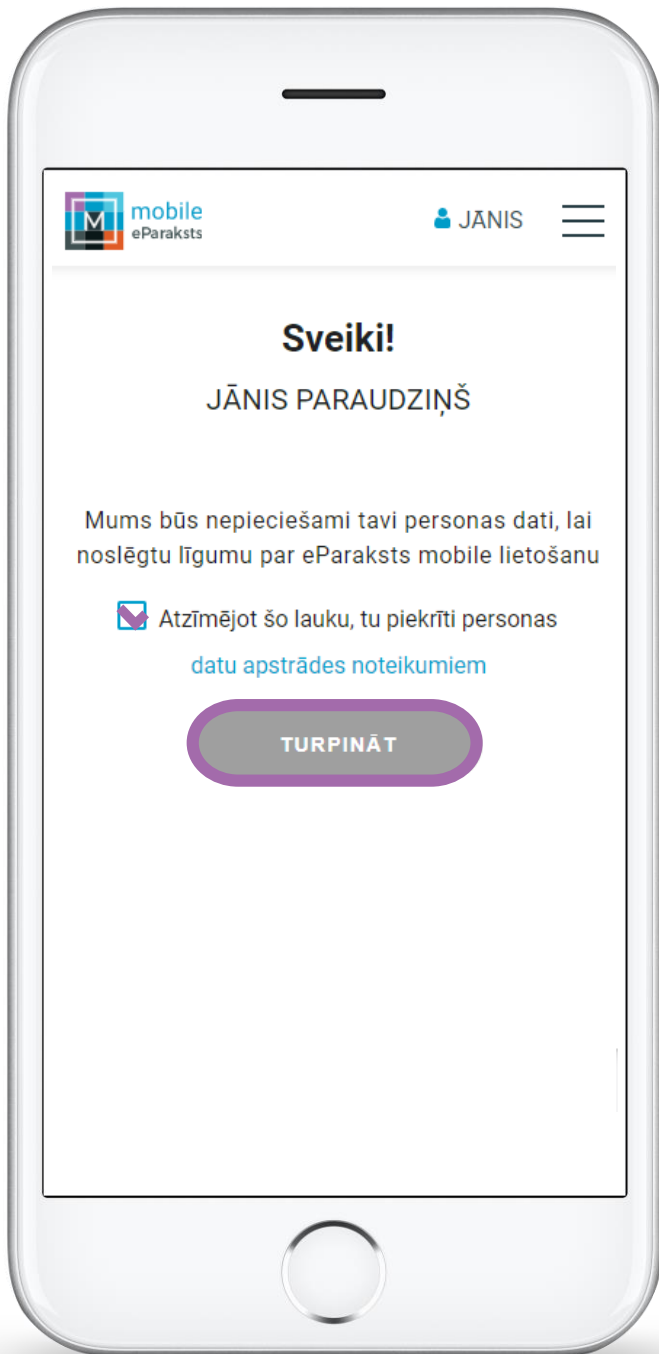 M
mobile
eParaksts
JĀNIS
Sveiki!
JĀNIS PARAUDZIŅŠ
Mums būs nepieciešami tavi personas dati, lai
noslēgtu līgumu par eParaksts mobile lietošanu
Atzīmējot šo lauku, tu piekrīti personas
datu apstrādes noteikumiem
TURPINĀT